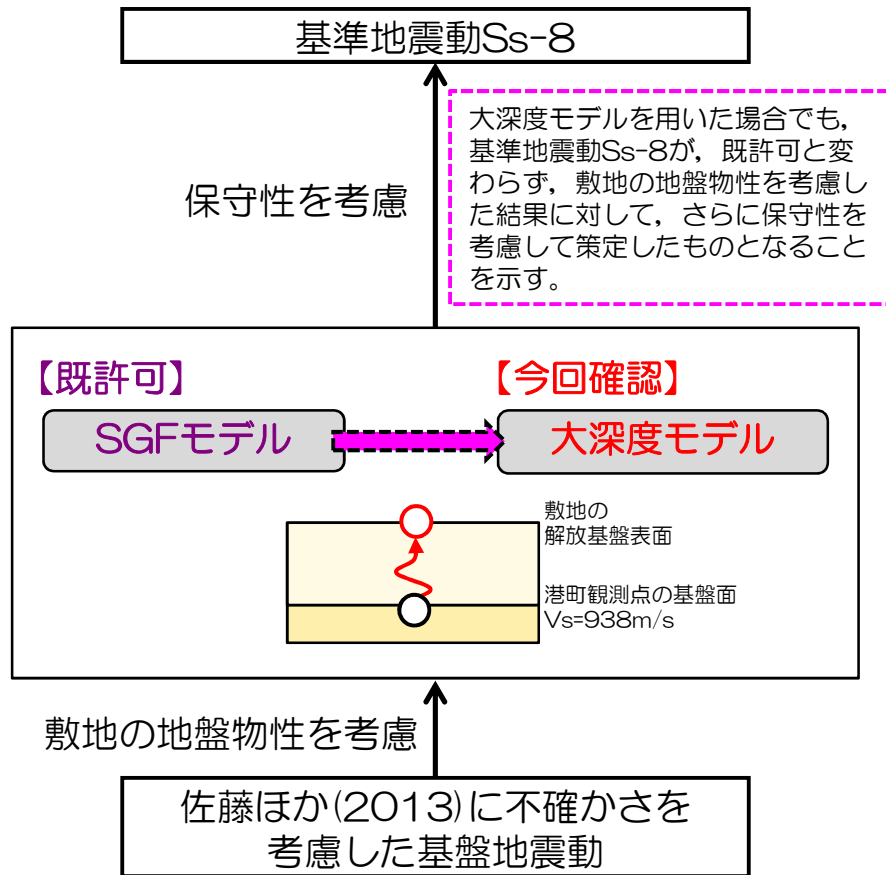 基準地震動Ss-8
大深度モデルを用いた場合でも，
基準地震動Ss-8が，既許可と変
わらず，敷地の地盤物性を考慮し
た結果に対して，さらに保守性を
考慮して策定したものとなること
を示す。
保守性を考慮
【既許可】
【今回確認】
SGFモデル
大深度モデル
敷地の
解放基盤表面
港町観測点の基盤面
Vs=938m/s
敷地の地盤物性を考慮
佐藤ほか(2013)に不確かさを
考慮した基盤地震動